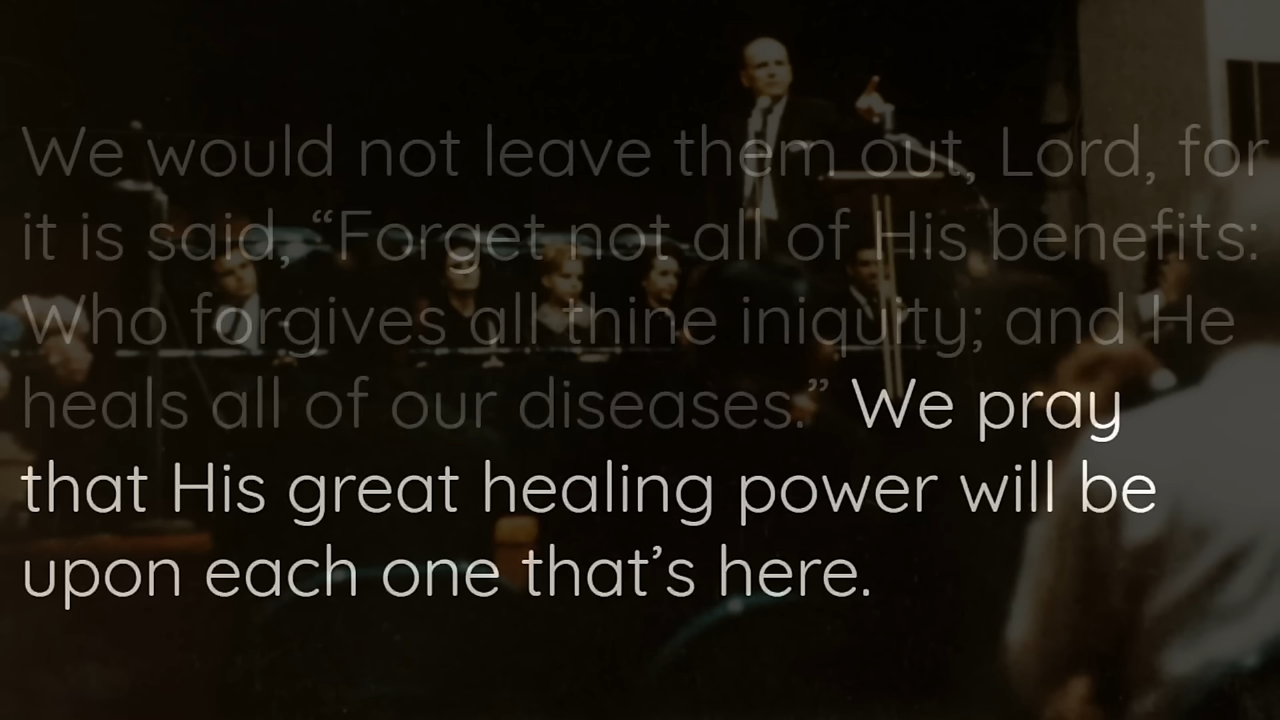 We would not leave them out, Lord, for
it is said, “Forget not all of His benefits:
Who forgives all thine iniquity; and He
heals all of our diseases.” We pray
that His great healing power will be
upon each one that’s here.